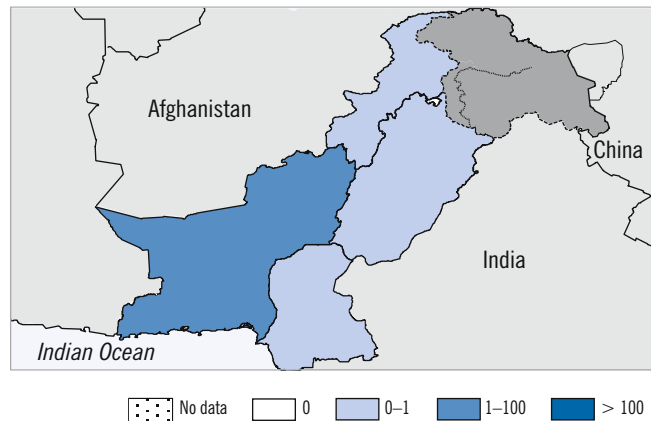 Afghanistan
China
India
Indian Ocean
No data 0 0–1 1–100 > 100